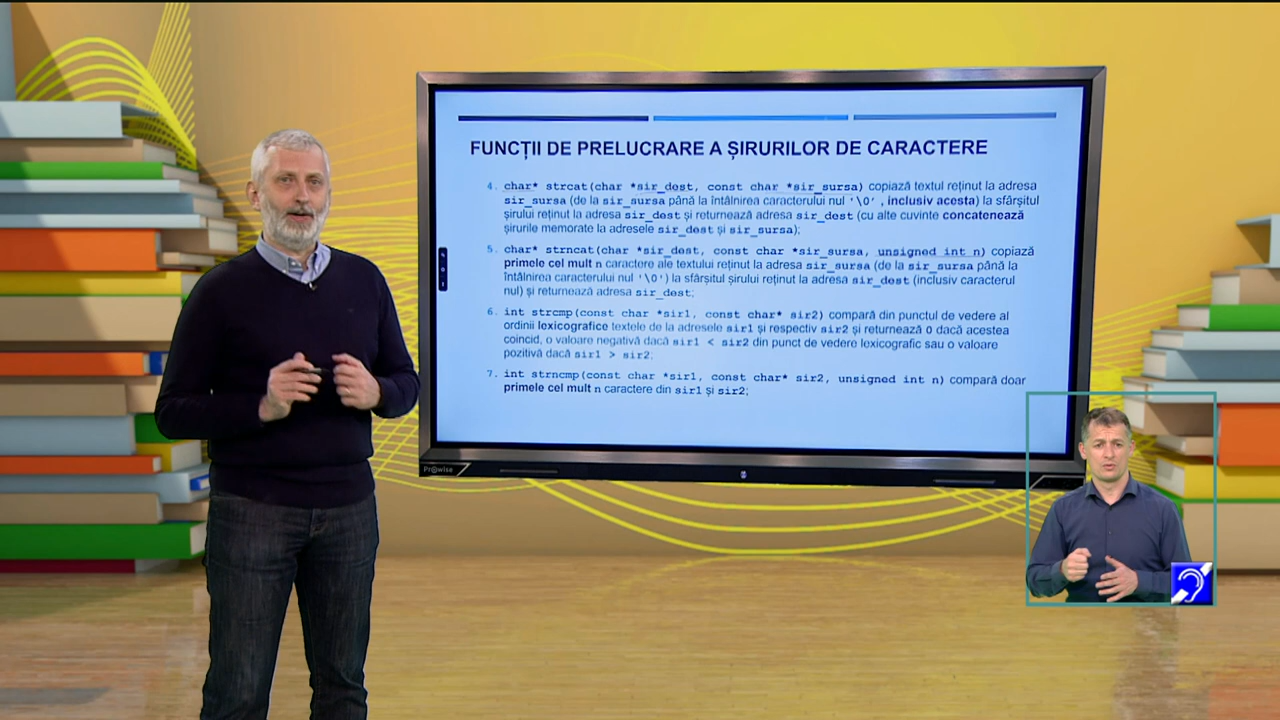 FUNCȚII DE PRELUCRARE A ȘIRURILOR DE CARACTERE
4. char* strcat(char *sir_dest, const char *sir_sursa) copiază textul reținut la adresa
sir_sursa (de la sir_sursa până la întâlnirea caracterului nul '\0' , inclusiv acesta) la sfârșitul
șirului reținut la adresa sir_dest și returnează adresa sir_dest (cu alte cuvinte concatenează
șirurile memorate la adresele sir_dest și sir_sursa);
5. char* strncat(char *sir_dest, const char *sir_sursa, unsigned int n) copiază
primele cel mult n caractere ale textului reținut la adresa sir_sursa (de la sir_sursa până la
întâlnirea caracterului nul '\0') la sfârșitul șirului reținut la adresa sir_dest (inclusiv caracterul
nul) și returnează adresa sir_dest;
6. int strcmp(const char *sir1, const char* sir2) compară din punctul de vedere al
ordinii lexicografice textele de la adresele sir1 și respectiv sir2 și returnează 0 dacă acestea
coincid, o valoare negativă dacă sir1 < sir2 din punct de vedere lexicografic sau o valoare
pozitivă dacă sir1 > sir2;
7. int strncmp(const char *sir1, const char* sir2, unsigned int n) compară doar
primele cel mult n caractere din sir1 și sir2;
Prowise